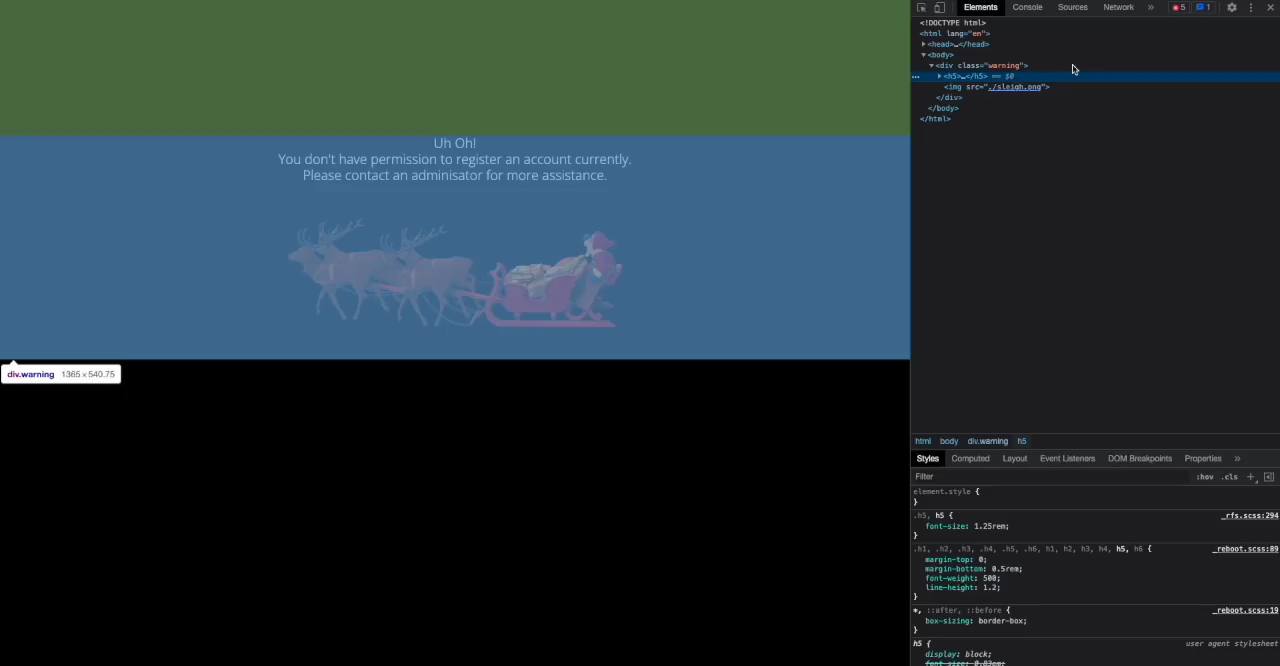 Elements Console Sources Network » 5 1
<!DOCTYPE html>
<html lang="en">
<head>…</head>
<body>
<div class="warning">
… <h5>…</h5> == $0
<img src="./sleigh.png">
</div>
</body>
</html>
Uh Oh!
You don't have permission to register an account currently.
Please contact an adminisator for more assistance.
div.warning 1365 × 540.75
html body div.warning h5
Styles Computed Layout Event Listeners DOM Breakpoints Properties »
Filter :hov .cls +
element.style {
}
.h5, h5 { _rfs.scss:294
font-size: 1.25rem;
}
.h1, .h2, .h3, .h4, .h5, .h6, h1, h2, h3, h4, h5, h6 { _reboot.scss:89
margin-top: 0;
margin-bottom: 0.5rem;
font-weight: 500;
line-height: 1.2;
}
*, ::after, ::before { _reboot.scss:19
box-sizing: border-box;
}
h5 { user agent stylesheet
display: block;
font-size: 0.83em;